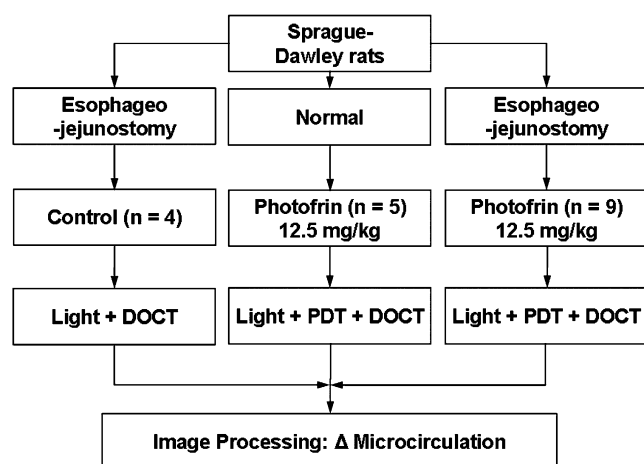 Sprague-
Dawley rats
Esophageo
-jejunostomy
Normal
Esophageo
-jejunostomy
Control (n = 4)
Photofrin (n = 5)
12.5 mg/kg
Photofrin (n = 9)
12.5 mg/kg
Light + DOCT
Light + PDT + DOCT
Light + PDT + DOCT
Image Processing: Δ Microcirculation